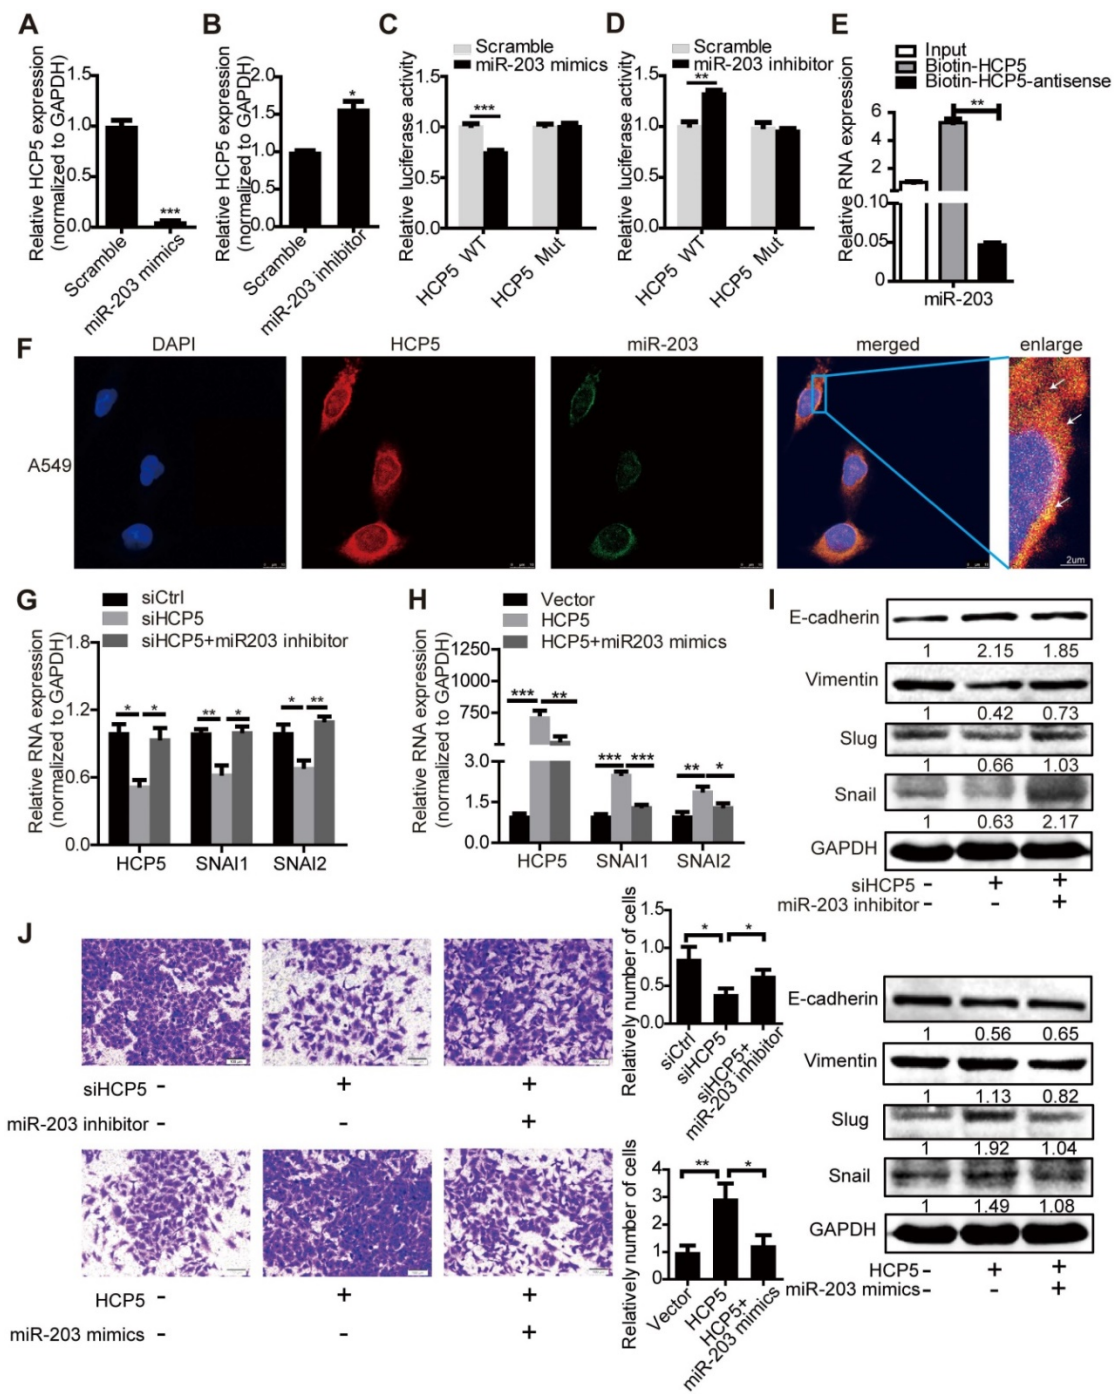 A
Relative HCP5 expression
(normalized to GAPDH)
1.5
1.0
0.5
0.0
***
Scramble
miR-203 mimics
B
Relative HCP5 expression
(normalized to GAPDH)
2.0
1.5
1.0
0.5
0.0
*
Scramble
miR-203 inhibitor
C
Scramble
miR-203 mimics
Relative luciferase activity
1.5
1.0
0.5
0.0
***
HCP5 WT
HCP5 Mut
D
Scramble
miR-203 inhibitor
Relative luciferase activity
1.5
1.0
0.5
0.0
**
HCP5 WT
HCP5 Mut
E
Input
Biotin-HCP5
Biotin-HCP5-antisense
Relative RNA expression
6
4
2
0.10
0.05
0
**
miR-203
F
DAPI
HCP5
miR-203
merged
enlarge
A549
2um
G
siCtrl
siHCP5
siHCP5+miR203 inhibitor
Relative RNA expression
(normalized to GAPDH)
1.8
1.2
0.6
0.0
* *
** *
* **
HCP5 SNAI1 SNAI2
H
Vector
HCP5
HCP5+miR203 mimics
Relative RNA expression
(normalized to GAPDH)
1250
1000
750
3.0
1.5
0.0
*** **
*** ***
** *
HCP5 SNAI1 SNAI2
I
E-cadherin
1 2.15 1.85
Vimentin
1 0.42 0.73
Slug
1 0.66 1.03
Snail
1 0.63 2.17
GAPDH
siHCP5 - + +
miR-203 inhibitor - - +
E-cadherin
1 0.56 0.65
Vimentin
1 1.13 0.82
Slug
1 1.92 1.04
Snail
1 1.49 1.08
GAPDH
HCP5 - + +
miR-203 mimics - - +
J
siHCP5 - + +
miR-203 inhibitor - - +
Relatively number of cells
1.5
1.0
0.5
0.0
* *
siCtrl
siHCP5
siHCP5+
miR-203 inhibitor
HCP5 - + +
miR-203 mimics - - +
Relatively number of cells
4
3
2
1
0
** *
Vector
HCP5
HCP5+
miR-203 mimics